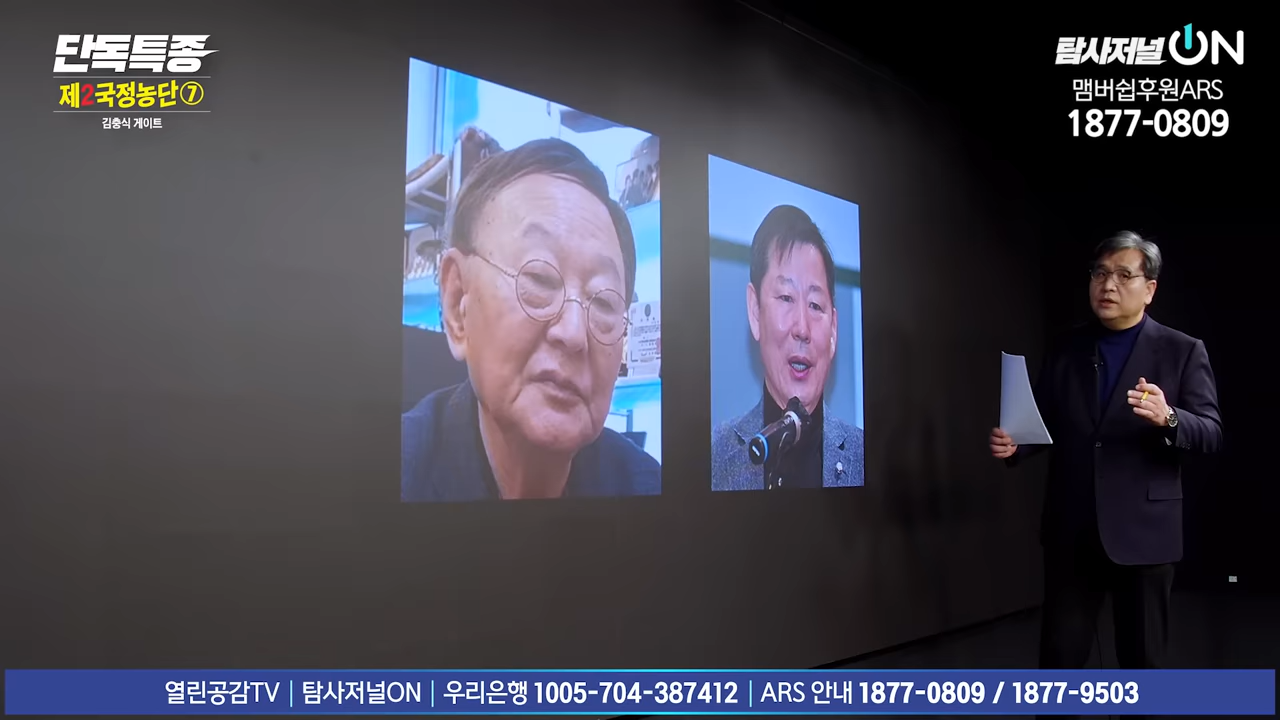 단독특종
제2국정농단⑦
김충식 게이트
탐사저널ON
맴버쉽후원ARS
1877-0809
열린공감TV | 탐사저널ON | 우리은행 1005-704-387412 | ARS 안내 1877-0809 / 1877-9503